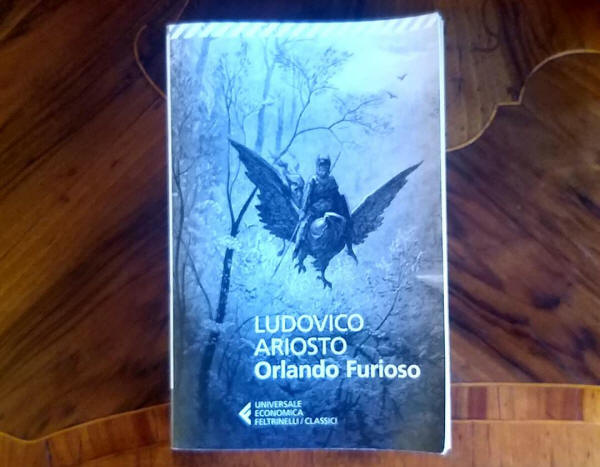 LUDOVICO
ARIOSTO
Orlando Furioso
UNIVERSALE
ECONOMICA
FELTRINELLI/CLASSICI